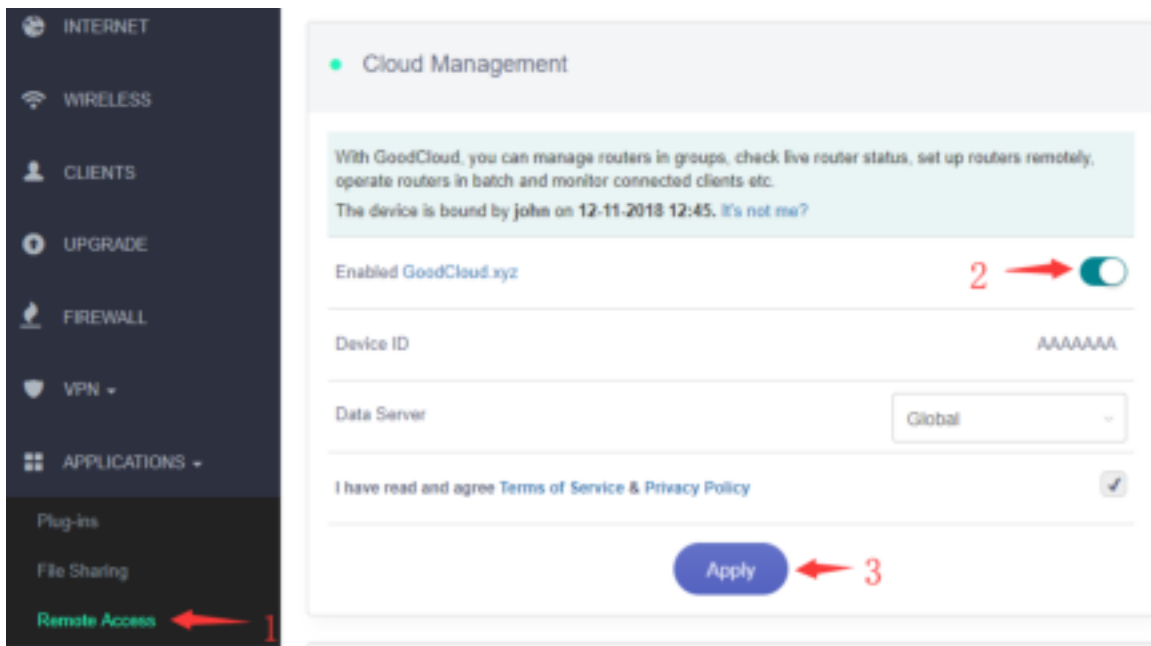 INTERNET
WIRELESS
CLIENTS
UPGRADE
FIREWALL
VPN
APPLICATIONS
Plug-ins
File Sharing
Remote Access
1
Cloud Management
With GoodCloud, you can manage routers in groups, check live router status, set up routers remotely,
operate routers in batch and monitor connected clients etc.
The device is bound by john on 12-11-2018 12:45. It's not me?
Enabled GoodCloud.xyz
2
Device ID
AAAAAAA
Data Server
Global
I have read and agree Terms of Service & Privacy Policy
Apply
3